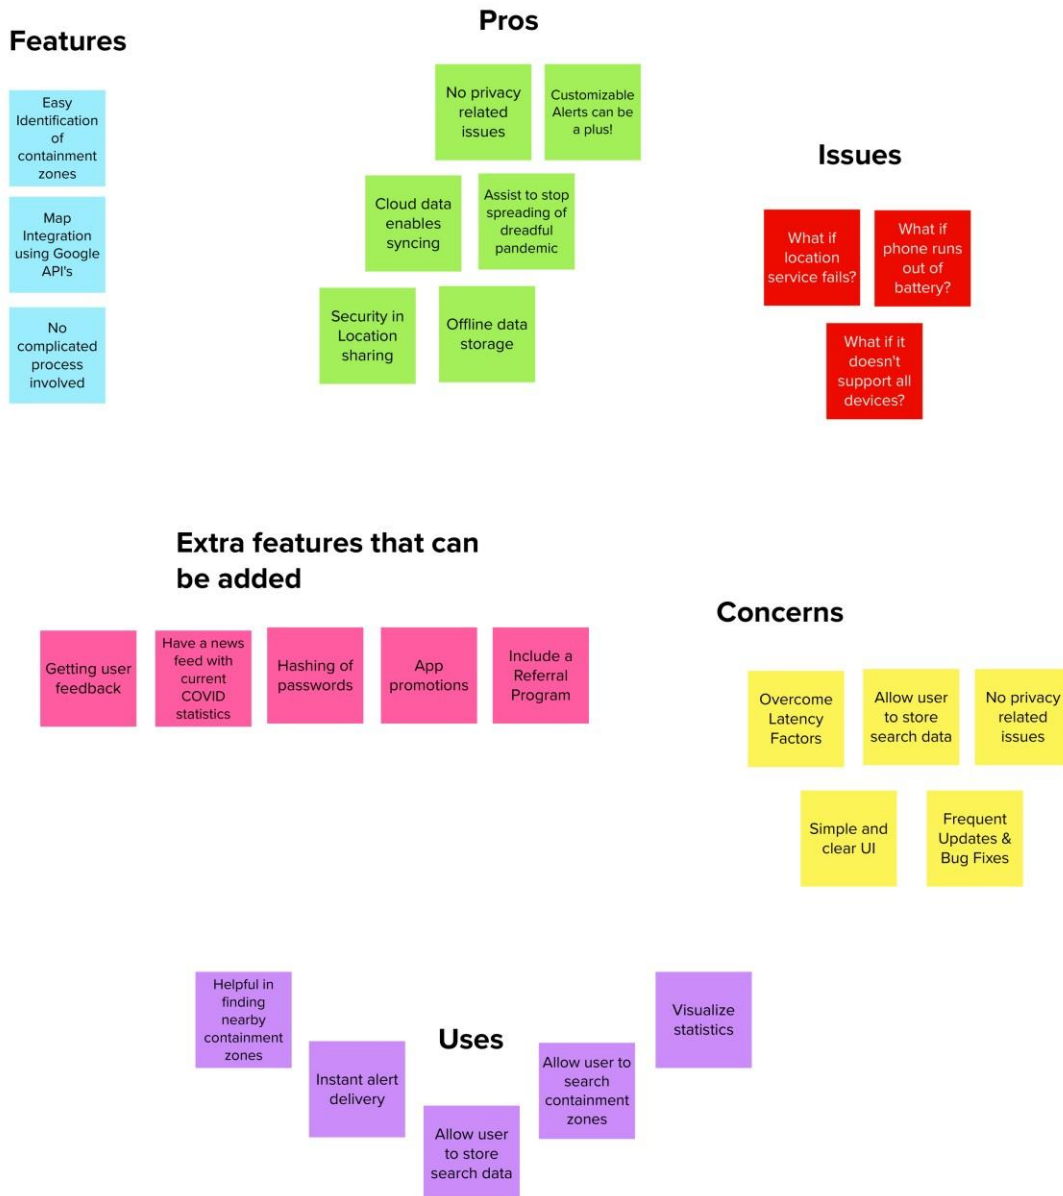 Features
Easy
Identification
of
containment
zones
Map
Integration
using Google
API's
No
complicated
process
involved
Pros
No privacy
related
issues
Customizable
Alerts can be
a plus!
Cloud data
enables
syncing
Assist to stop
spreading of
dreadful
pandemic
Security in
Location
sharing
Offline data
storage
Issues
What if
location
service fails?
What if
phone runs
out of
battery?
What if it
doesn't
support all
devices?
Extra features that can
be added
Getting user
feedback
Have a news
feed with
current
COVID
statistics
Hashing of
passwords
App
promotions
Include a
Referral
Program
Concerns
Overcome
Latency
Factors
Allow user
to store
search data
No privacy
related
issues
Simple and
clear UI
Frequent
Updates &
Bug Fixes
Uses
Helpful in
finding
nearby
containment
zones
Instant alert
delivery
Allow user
to store
search data
Allow user to
search
containment
zones
Visualize
statistics